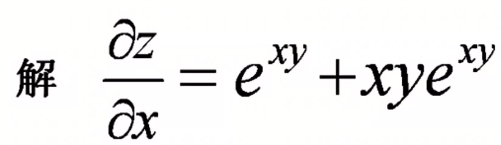 解 ∂z/∂x = e^{xy} + xye^{xy}